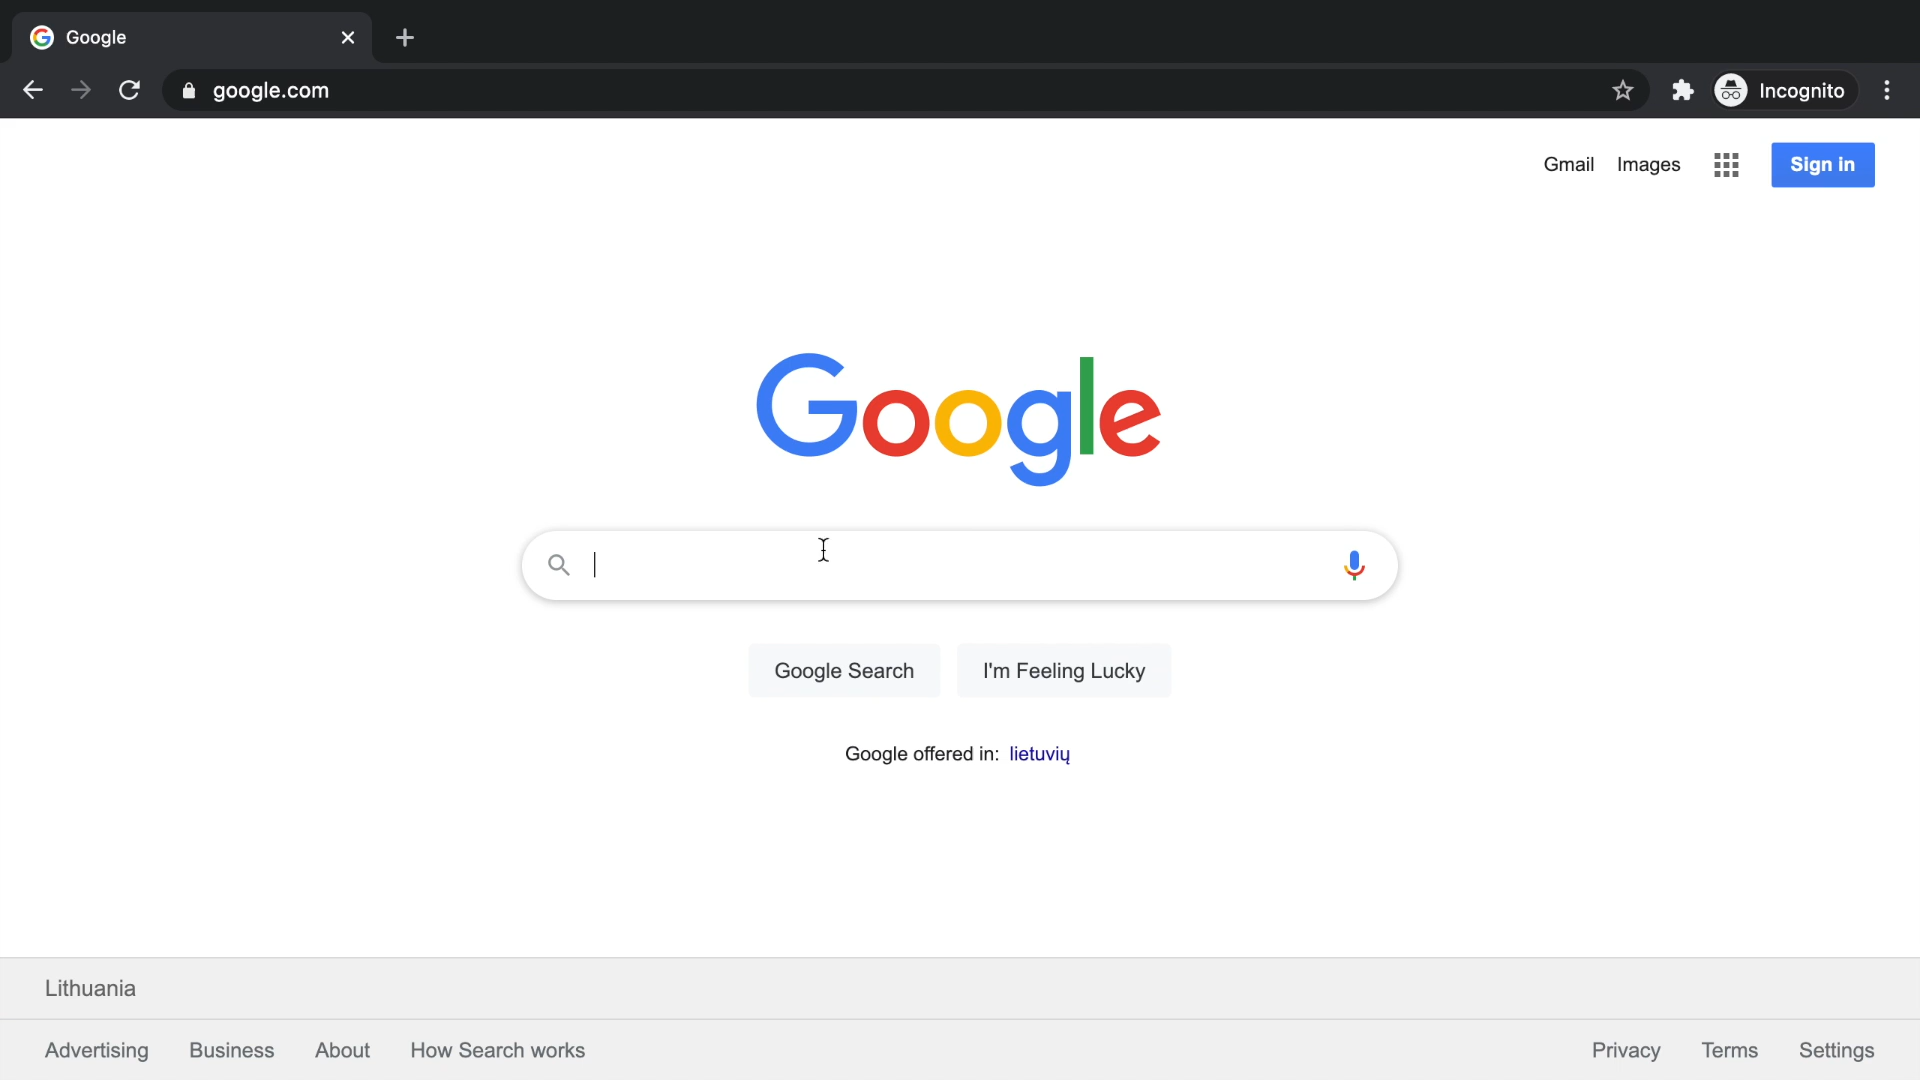 Google
google.com
Incognito
Gmail Images Sign in
Google
Google Search I'm Feeling Lucky
Google offered in: lietuvių
Lithuania
Advertising Business About How Search works Privacy Terms Settings